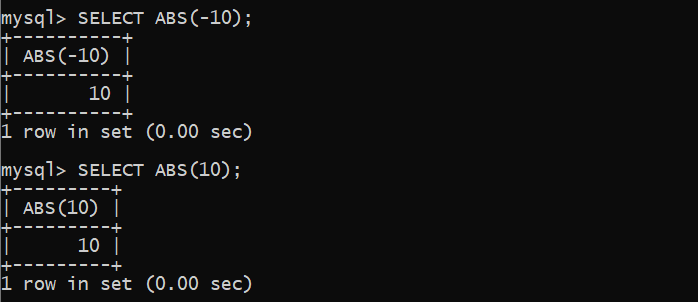 mysql> SELECT ABS(-10);
+----------+
| ABS(-10) |
+----------+
|       10 |
+----------+
1 row in set (0.00 sec)
mysql> SELECT ABS(10);
+---------+
| ABS(10) |
+---------+
|      10 |
+---------+
1 row in set (0.00 sec)